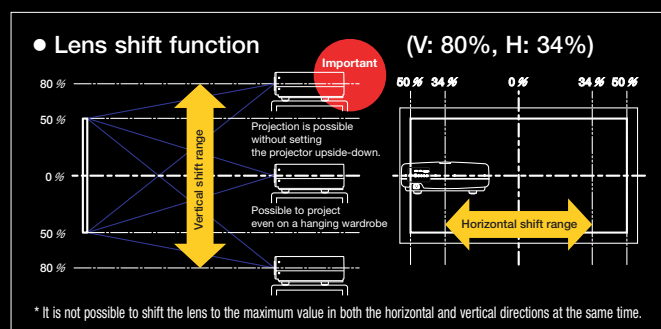 ● Lens shift function
(V: 80%, H: 34%)
Important
80 %
50 %
0 %
50 %
80 %
Vertical shift range
Projection is possible
without setting
the projector upside-down.
Possible to project
even on a hanging wardrobe
50 % 34 % 0 % 34 % 50 %
Horizontal shift range
* It is not possible to shift the lens to the maximum value in both the horizontal and vertical directions at the same time.